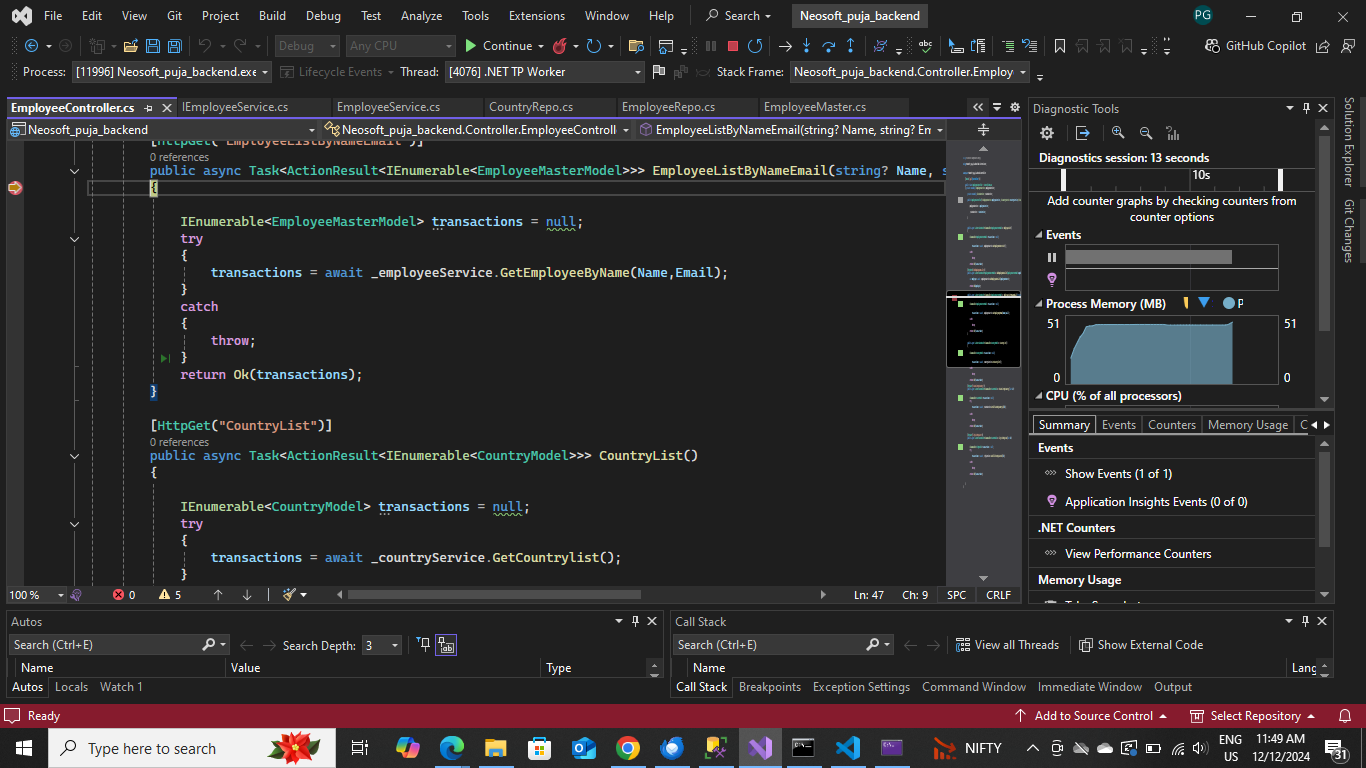 File Edit View Git Project Build Debug Test Analyze Tools Extensions Window Help Search Neosoft_puja_backend PG
Debug Any CPU Continue GitHub Copilot
Process: [11996] Neosoft_puja_backend.exe Lifecycle Events Thread: [4076] .NET TP Worker Stack Frame: Neosoft_puja_backend.Controller.Employ
EmployeeController.cs IEmployeeService.cs EmployeeService.cs CountryRepo.cs EmployeeRepo.cs EmployeeMaster.cs
Neosoft_puja_backend Neosoft_puja_backend.Controller.EmployeeControll EmployeeListByNameEmail(string? Name, string? Em
[HttpGet("EmployeeListByNameEmail")]
0 references
public async Task<ActionResult<IEnumerable<EmployeeMasterModel>>> EmployeeListByNameEmail(string? Name, s
{
IEnumerable<EmployeeMasterModel> transactions = null;
try
{
transactions = await _employeeService.GetEmployeeByName(Name,Email);
}
catch
{
throw;
}
return Ok(transactions);
}
[HttpGet("CountryList")]
0 references
public async Task<ActionResult<IEnumerable<CountryModel>>> CountryList()
{
IEnumerable<CountryModel> transactions = null;
try
{
transactions = await _countryService.GetCountrylist();
}
100 % 0 5 Ln: 47 Ch: 9 SPC CRLF
Diagnostic Tools
Diagnostics session: 13 seconds
10s
Add counter graphs by checking counters from
counter options
Events
Process Memory (MB) P
51 51
0 0
CPU (% of all processors)
Summary Events Counters Memory Usage C
Events
Show Events (1 of 1)
Application Insights Events (0 of 0)
.NET Counters
View Performance Counters
Memory Usage
Solution Explorer
Git Changes
Autos
Search (Ctrl+E) Search Depth: 3
Name Value Type
Autos Locals Watch 1
Call Stack
Search (Ctrl+E) View all Threads Show External Code
Name Lang
Call Stack Breakpoints Exception Settings Command Window Immediate Window Output
Ready Add to Source Control Select Repository
Type here to search NIFTY ENG
US 11:49 AM
12/12/2024 31